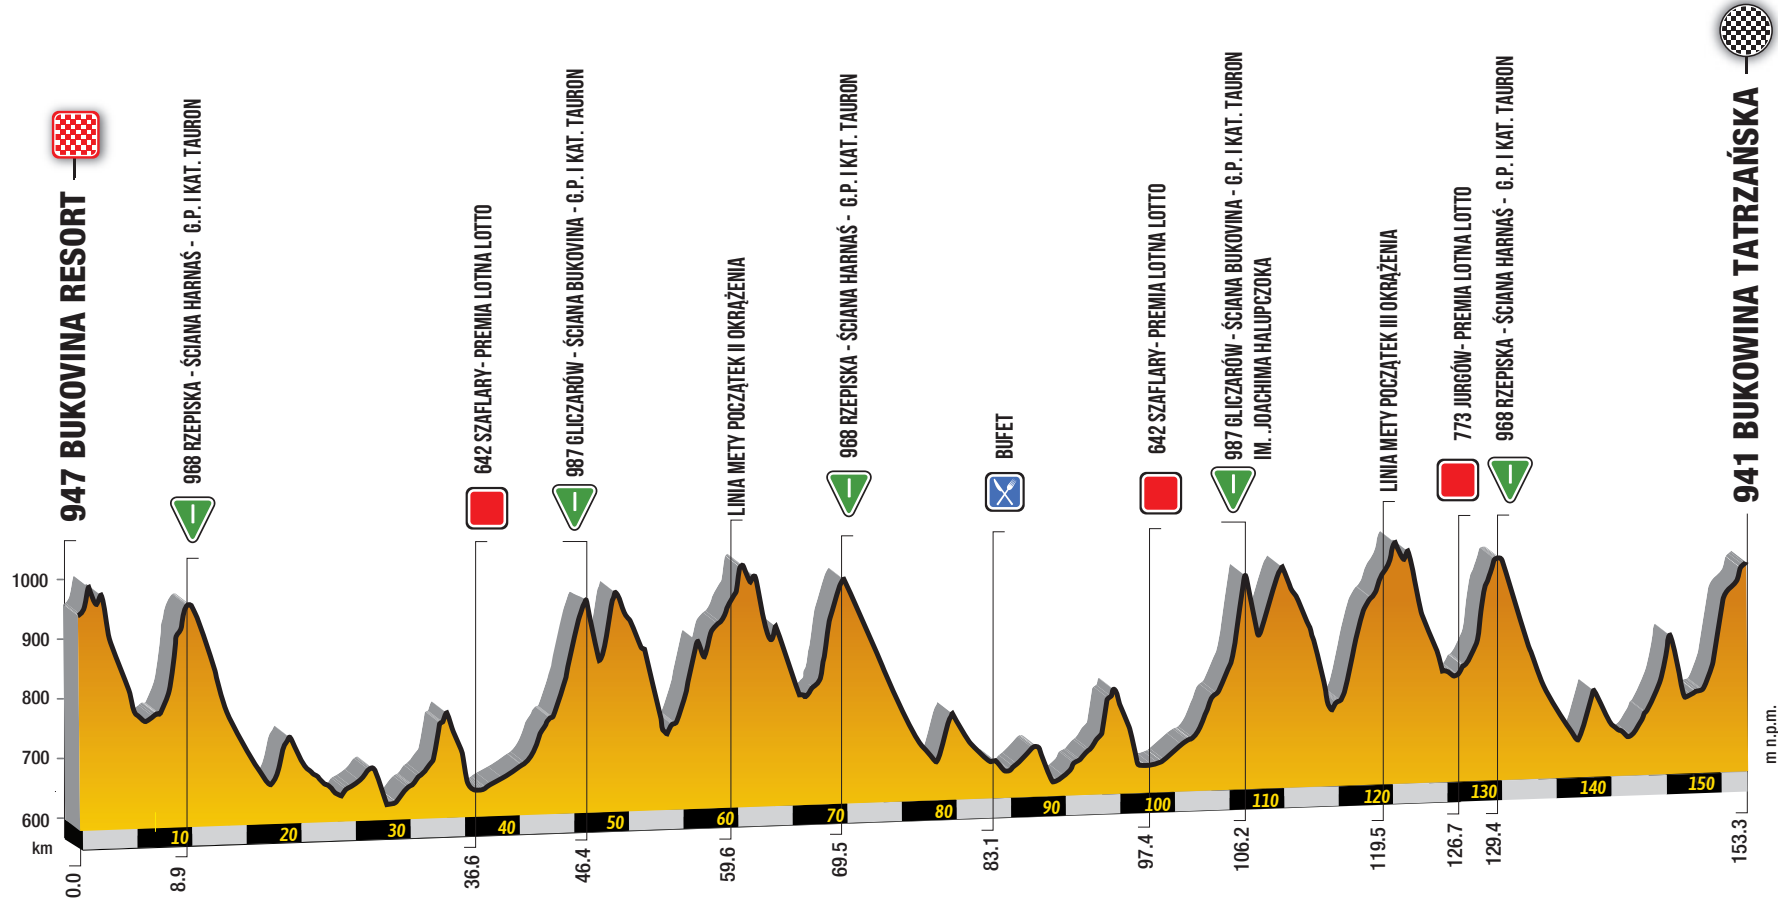 947 BUKOVINA RESORT
968 RZEPISKA - ŚCIANA HARNAŚ - G.P. I KAT. TAURON
642 SZAFLARY - PREMIA LOTNA LOTTO
987 GLICZARÓW - ŚCIANA BUKOVINA - G.P. I KAT. TAURON
LINIA METY POCZĄTEK II OKRĄŻENIA
968 RZEPISKA - ŚCIANA HARNAŚ - G.P. I KAT. TAURON
BUFET
642 SZAFLARY - PREMIA LOTNA LOTTO
987 GLICZARÓW - ŚCIANA BUKOVINA - G.P. I KAT. TAURON
IM. .JOACHIMA HALUPCZOKA
LINIA METY POCZĄTEK III OKRĄŻENIA
773 JURGÓW - PREMIA LOTNA LOTTO
968 RZEPISKA - ŚCIANA HARNAŚ - G.P. I KAT. TAURON
941 BUKOWINA TATRZAŃSKA
1000
900
800
700
600
km
m n.p.m.
10 20 30 40 50 60 70 80 90 100 110 120 130 140 150
0.0 8.9 36.6 46.4 59.6 69.5 83.1 97.4 106.2 119.5 126.7 129.4 153.3